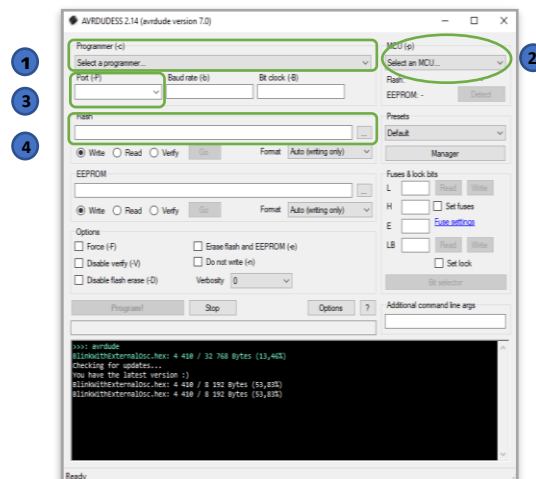 AVRDUDESS 2.14 (avrdude version 7.0)
Programmer (-c)
MCU (-p)
1
Select a programmer...
Select an MCU...
2
Port (-P)
Baud rate (-b)
Bit clock (-B)
Flash:
3
EEPROM: -
Detect
Flash
Presets
4
...
Default
Write
Read
Verify
Go
Format
Auto (writing only)
Manager
EEPROM
Fuses & lock bits
...
L
Read
Write
Write
Read
Verify
Go
Format
Auto (writing only)
H
Set fuses
E
Fuse settings
Options
LB
Read
Write
Force (-F)
Erase flash and EEPROM (-e)
Disable verify (-V)
Do not write (-n)
Set lock
Disable flash erase (-D)
Verbosity
0
Bit selector
Program!
Stop
Options
?
Additional command line args
>>>: avrdude
BlinkWithExternalOsc.hex: 4 410 / 32 768 Bytes (13,46%)
Checking for updates...
You have the latest version :)
BlinkWithExternalOsc.hex: 4 410 / 8 192 Bytes (53,83%)
BlinkWithExternalOsc.hex: 4 410 / 8 192 Bytes (53,83%)
Ready